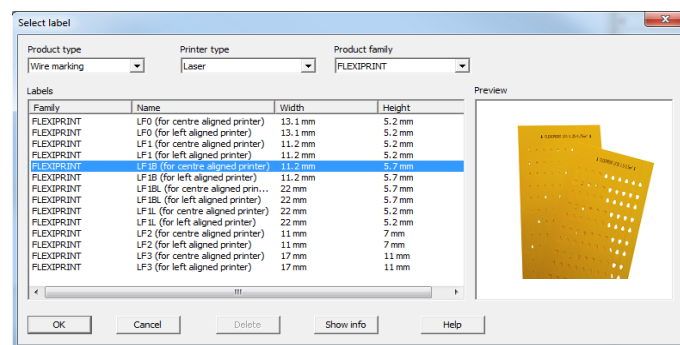 Select label
Product type Printer type Product family
Wire marking Laser FLEXIPRINT
Labels Preview
Family Name Width Height
FLEXIPRINT LF0 (for centre aligned printer) 13.1 mm 5.2 mm
FLEXIPRINT LF0 (for left aligned printer) 13.1 mm 5.2 mm
FLEXIPRINT LF1 (for centre aligned printer) 11.2 mm 5.2 mm
FLEXIPRINT LF1 (for left aligned printer) 11.2 mm 5.2 mm
FLEXIPRINT LF1B (for centre aligned printer) 11.2 mm 5.7 mm
FLEXIPRINT LF1B (for left aligned printer) 11.2 mm 5.7 mm
FLEXIPRINT LF1BL (for centre aligned prin... 22 mm 5.7 mm
FLEXIPRINT LF1BL (for left aligned printer) 22 mm 5.7 mm
FLEXIPRINT LF1L (for centre aligned printer) 22 mm 5.2 mm
FLEXIPRINT LF1L (for left aligned printer) 22 mm 5.2 mm
FLEXIPRINT LF2 (for centre aligned printer) 11 mm 7 mm
FLEXIPRINT LF2 (for left aligned printer) 11 mm 7 mm
FLEXIPRINT LF3 (for centre aligned printer) 17 mm 11 mm
FLEXIPRINT LF3 (for left aligned printer) 17 mm 11 mm
OK Cancel Delete Show info Help